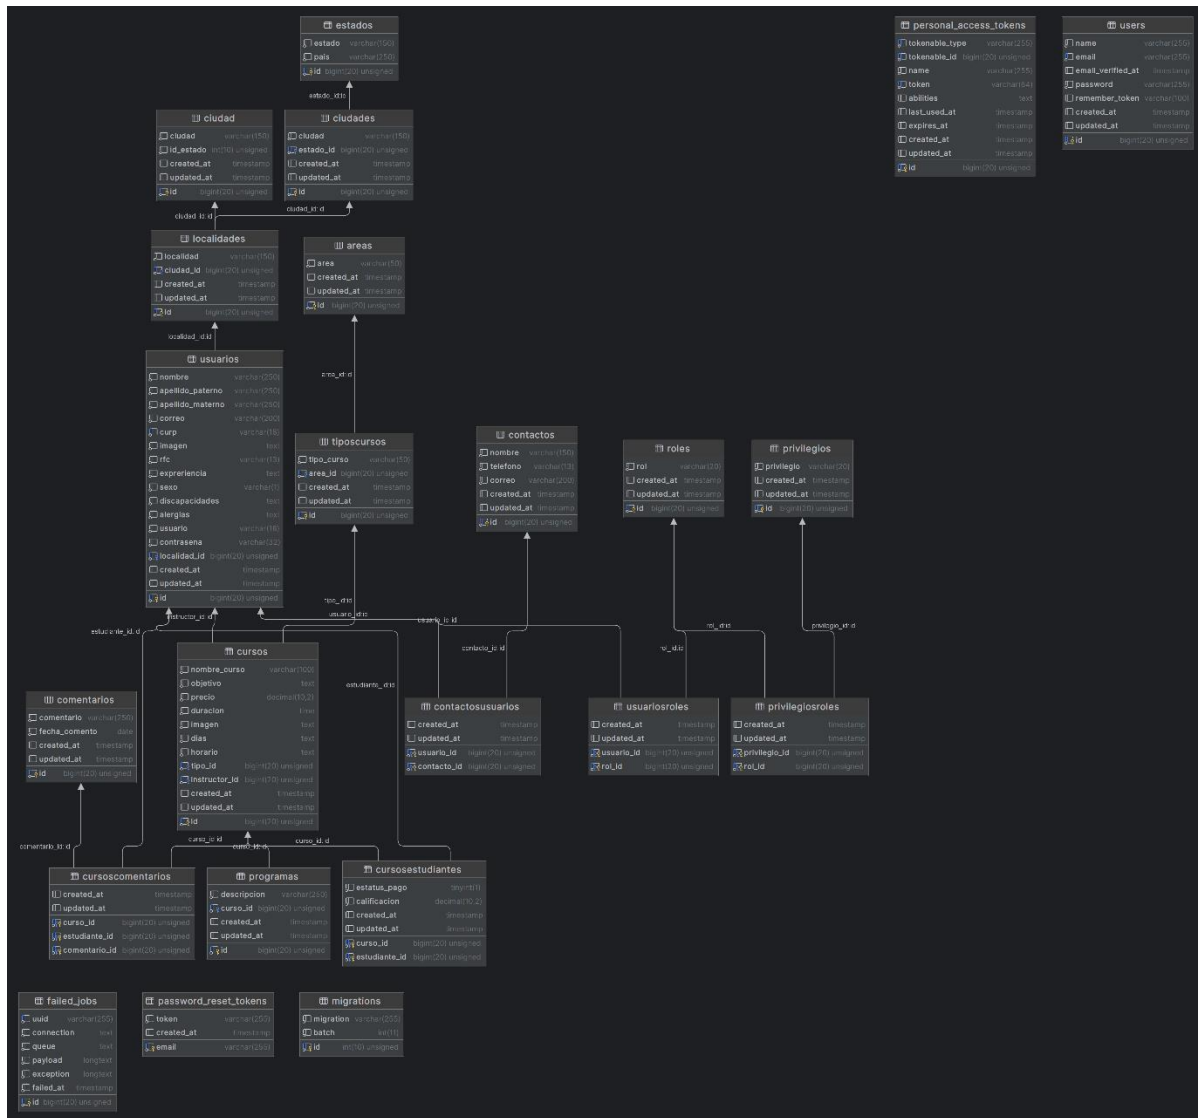 estados
estado varchar(150)
pais varchar(250)
id bigint(20) unsigned
estado_id:id
ciudad
ciudad varchar(150)
id_estado int(10) unsigned
created_at timestamp
updated_at timestamp
id bigint(20) unsigned
ciudades
ciudad varchar(150)
estado_id bigint(20) unsigned
created_at timestamp
updated_at timestamp
id bigint(20) unsigned
ciudad_id:id
ciudad_id:id
localidades
localidad varchar(150)
ciudad_id bigint(20) unsigned
created_at timestamp
updated_at timestamp
id bigint(20) unsigned
localidad_id:id
areas
area varchar(50)
created_at timestamp
updated_at timestamp
id bigint(20) unsigned
area_id:id
personal_access_tokens
tokenable_type varchar(255)
tokenable_id bigint(20) unsigned
name varchar(255)
token varchar(64)
abilities text
last_used_at timestamp
expires_at timestamp
created_at timestamp
updated_at timestamp
id bigint(20) unsigned
users
name varchar(255)
email varchar(255)
email_verified_at timestamp
password varchar(255)
remember_token varchar(100)
created_at timestamp
updated_at timestamp
id bigint(20) unsigned
usuarios
nombre varchar(250)
apellido_paterno varchar(250)
apellido_materno varchar(250)
correo varchar(200)
curp varchar(18)
imagen text
rfc varchar(13)
expreriencia text
sexo varchar(1)
discapacidades text
alergias text
usuario varchar(18)
contrasena varchar(32)
localidad_id bigint(20) unsigned
created_at timestamp
updated_at timestamp
id bigint(20) unsigned
tiposcursos
tipo_curso varchar(50)
area_id bigint(20) unsigned
created_at timestamp
updated_at timestamp
id bigint(20) unsigned
contactos
nombre varchar(150)
telefono varchar(13)
correo varchar(200)
created_at timestamp
updated_at timestamp
id bigint(20) unsigned
roles
rol varchar(20)
created_at timestamp
updated_at timestamp
id bigint(20) unsigned
privilegios
privilegio varchar(20)
created_at timestamp
updated_at timestamp
id bigint(20) unsigned
tipo_id:id
instructor_id:id
usuario_id:id
usuario_id:id
estudiante_id:id
rol_id:id
privilegio_id:id
contacto_id:id
rol_id:id
estudiante_id:id
cursos
nombre_curso varchar(100)
objetivo text
precio decimal(10,2)
duracion time
imagen text
dias text
horario text
tipo_id bigint(20) unsigned
instructor_id bigint(20) unsigned
created_at timestamp
updated_at timestamp
id bigint(20) unsigned
comentarios
comentario varchar(250)
fecha_comento date
created_at timestamp
updated_at timestamp
id bigint(20) unsigned
contactosusuarios
created_at timestamp
updated_at timestamp
usuario_id bigint(20) unsigned
contacto_id bigint(20) unsigned
usuariosroles
created_at timestamp
updated_at timestamp
usuario_id bigint(20) unsigned
rol_id bigint(20) unsigned
privilegiosroles
created_at timestamp
updated_at timestamp
privilegio_id bigint(20) unsigned
rol_id bigint(20) unsigned
comentario_id:id
curso_id:id
curso_id:id
curso_id:id
cursoscomentarios
created_at timestamp
updated_at timestamp
curso_id bigint(20) unsigned
estudiante_id bigint(20) unsigned
comentario_id bigint(20) unsigned
programas
descripcion varchar(250)
curso_id bigint(20) unsigned
created_at timestamp
updated_at timestamp
id bigint(20) unsigned
cursosestudiantes
estatus_pago tinyint(1)
calificacion decimal(10,2)
created_at timestamp
updated_at timestamp
curso_id bigint(20) unsigned
estudiante_id bigint(20) unsigned
failed_jobs
uuid varchar(255)
connection text
queue text
payload longtext
exception longtext
failed_at timestamp
id bigint(20) unsigned
password_reset_tokens
token varchar(255)
created_at timestamp
email varchar(255)
migrations
migration varchar(255)
batch int(11)
id int(10) unsigned